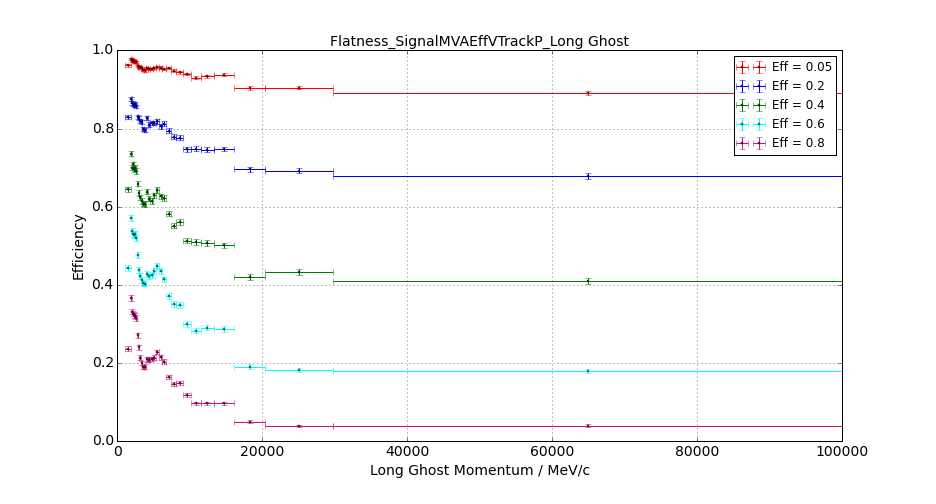 Flatness_SignalMVAEffVTrackP_Long Ghost
1.0
0.8
0.6
0.4
0.2
0.0
Efficiency
Eff = 0.05
Eff = 0.2
Eff = 0.4
Eff = 0.6
Eff = 0.8
0 20000 40000 60000 80000 100000
Long Ghost Momentum / MeV/c